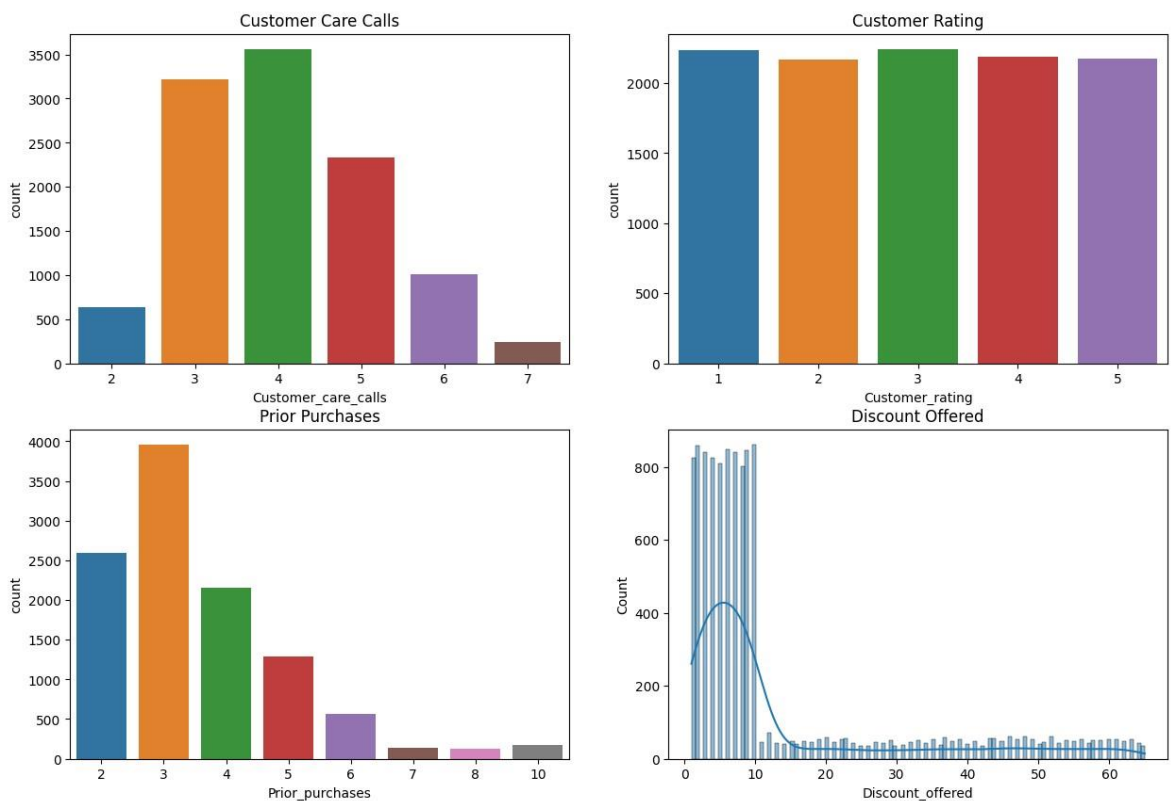 Customer Care Calls
count
3500
3000
2500
2000
1500
1000
500
0
2 3 4 5 6 7
Customer_care_calls
Customer Rating
count
2000
1500
1000
500
0
1 2 3 4 5
Customer_rating
Prior Purchases
count
4000
3500
3000
2500
2000
1500
1000
500
0
2 3 4 5 6 7 8 10
Prior_purchases
Discount Offered
Count
800
600
400
200
0
0 10 20 30 40 50 60
Discount_offered